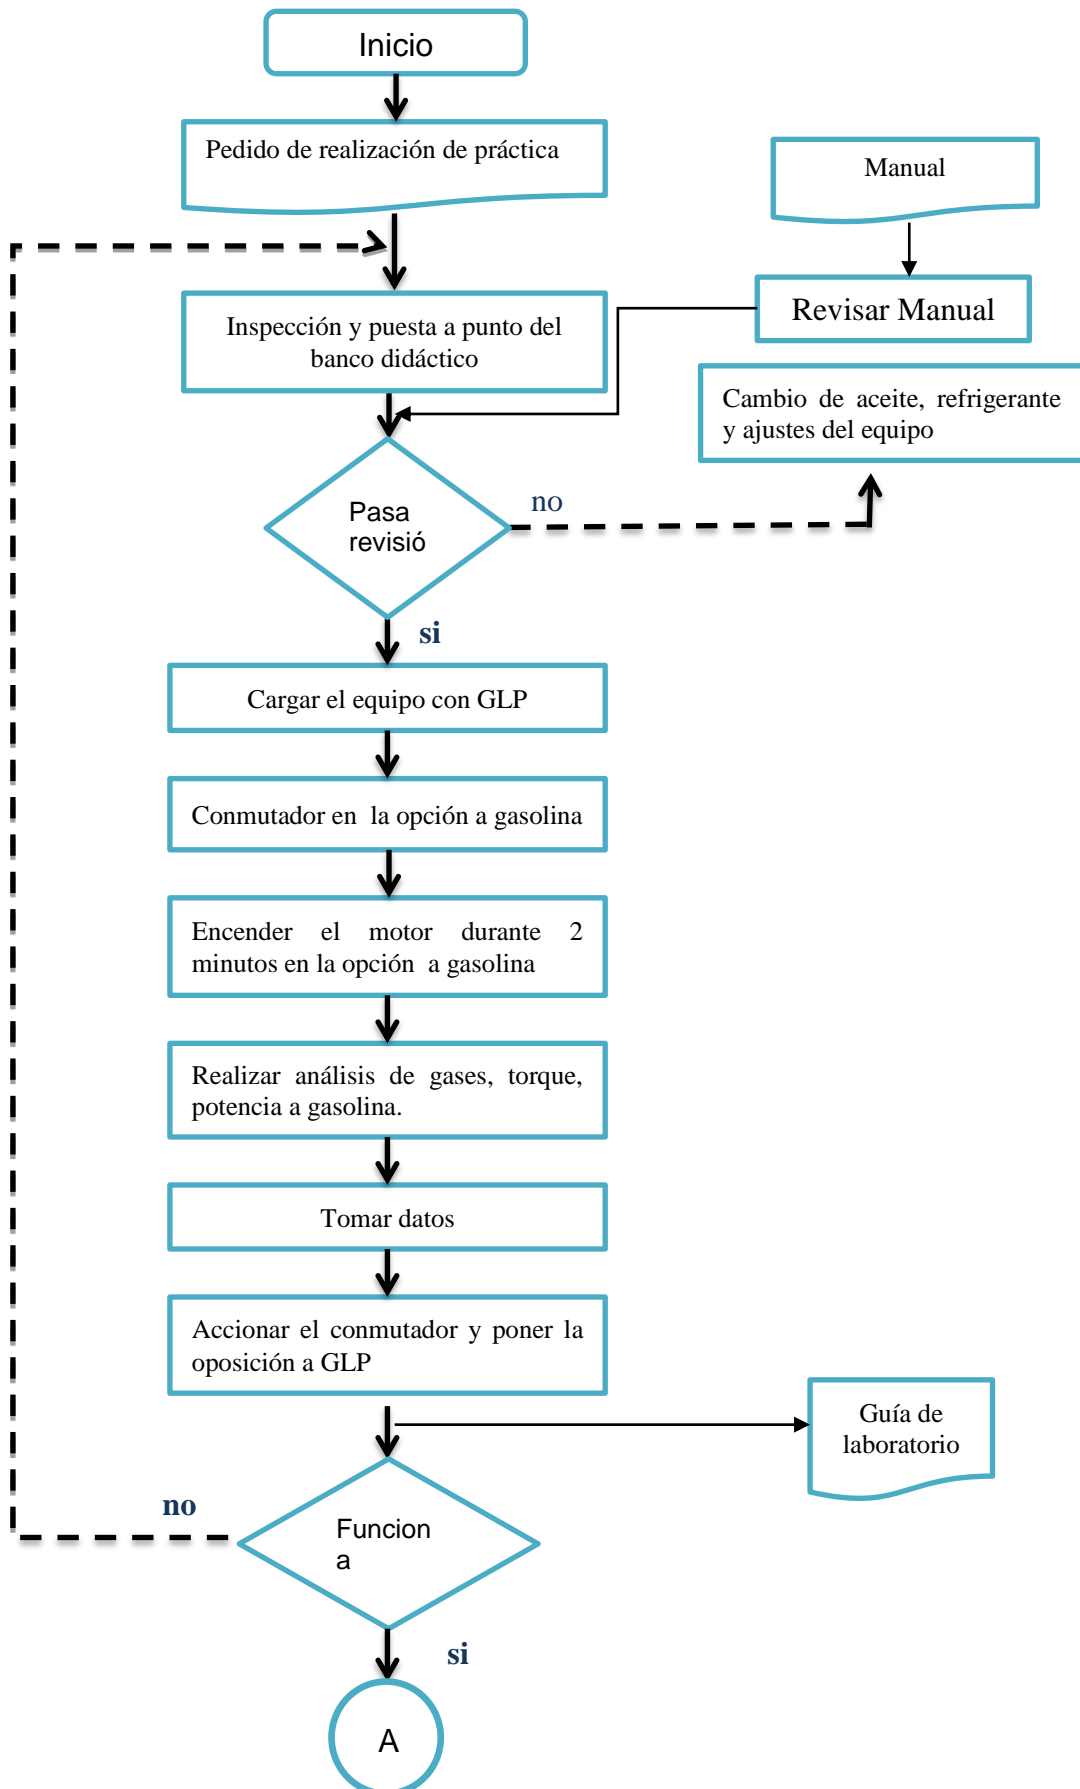 Inicio
Pedido de realización de práctica
Manual
Revisar Manual
Inspección y puesta a punto del
banco didáctico
Cambio de aceite, refrigerante
y ajustes del equipo
Pasa
revisió
no
si
Cargar el equipo con GLP
Conmutador en la opción a gasolina
Encender el motor durante 2
minutos en la opción a gasolina
Realizar análisis de gases, torque,
potencia a gasolina.
Tomar datos
Accionar el conmutador y poner la
oposición a GLP
Guía de
laboratorio
no
Funcion
a
si
A